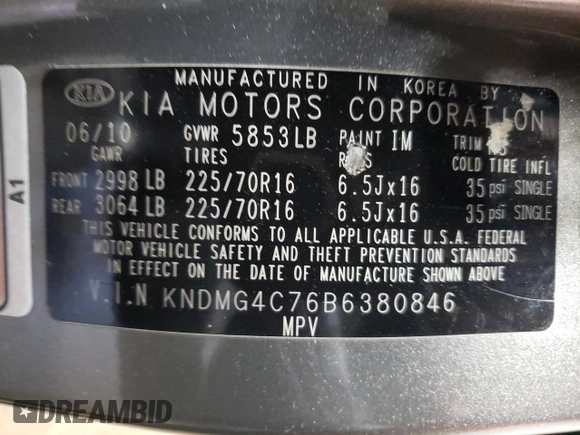 MANUFACTURED IN KOREA BY
KIA KIA MOTORS CORPORATION
06/10 GVWR 5853LB PAINT IM TRIM
GAWR TIRES COLD TIRE INFL
FRONT 2998 LB 225/70R16 6.5Jx16 35 psi SINGLE
REAR 3064 LB 225/70R16 6.5Jx16 35 psi SINGLE
THIS VEHICLE CONFORMS TO ALL APPLICABLE U.S.A. FEDERAL
MOTOR VEHICLE SAFETY AND THEFT PREVENTION STANDARDS
IN EFFECT ON THE DATE OF MANUFACTURE SHOWN ABOVE
V.I.N KNDMG4C76B6380846
MPV
A1
DREAMBID